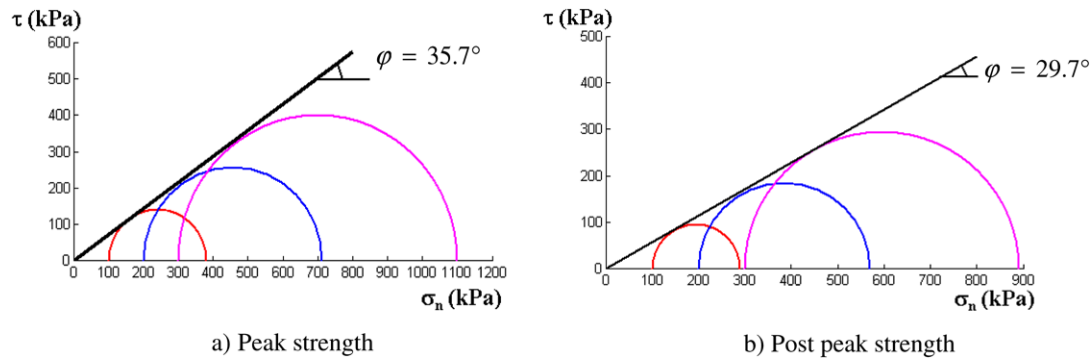 τ (kPa)
600
500
400
300
200
100
0
φ = 35.7°
0 100 200 300 400 500 600 700 800 900 1000 1100 1200
σn (kPa)
a) Peak strength
τ (kPa)
500
400
300
200
100
0
φ = 29.7°
0 100 200 300 400 500 600 700 800 900
σn (kPa)
b) Post peak strength